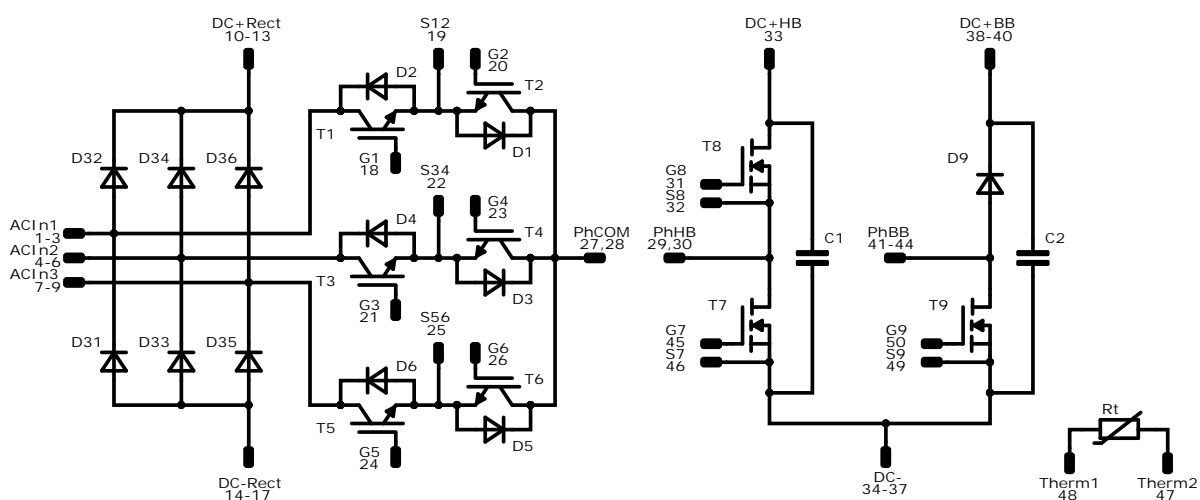 DC+Rect
10-13
S12
19
G2
20
DC+HB
33
DC+BB
38-40
D2
T2
T1
D1
G1
18
D32
D34
D36
S34
22
G4
23
T8
G8
31
S8
32
D9
ACIn1
1-3
ACIn2
4-6
ACIn3
7-9
D4
T4
PhCOM
27,28
PhHB
29,30
C1
PhBB
41-44
C2
T3
D3
G3
21
S56
25
G6
26
T7
G7
45
S7
46
T9
G9
50
S9
49
D31
D33
D35
D6
T6
T5
D5
G5
24
Rt
DC-Rect
14-17
DC-
34-37
Therm1
48
Therm2
47